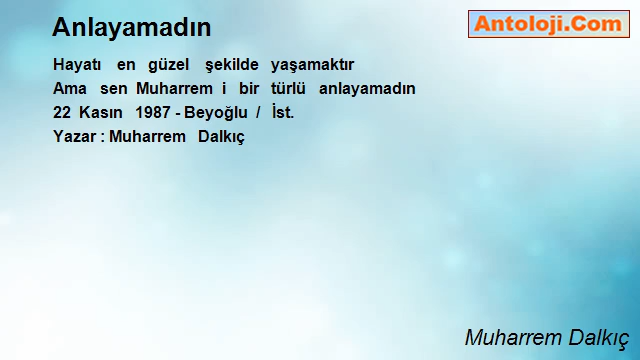 Antoloji.Com
Anlayamadın
Hayatı en güzel şekilde yaşamaktır
Ama sen Muharrem i bir türlü anlayamadın
22 Kasın 1987 - Beyoğlu / İst.
Yazar : Muharrem Dalkıç
Muharrem Dalkıç